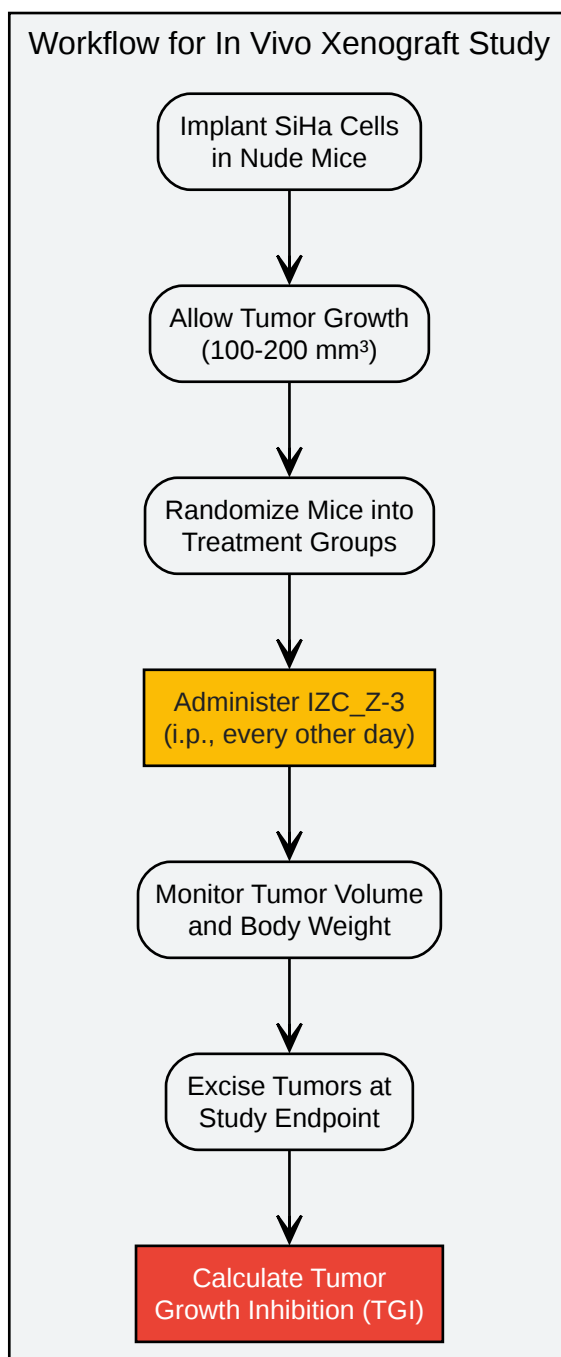 Workflow for In Vivo Xenograft Study
Implant SiHa Cells
in Nude Mice
Allow Tumor Growth
(100-200 mm³)
Randomize Mice into
Treatment Groups
Administer IZC_Z-3
(i.p., every other day)
Monitor Tumor Volume
and Body Weight
Excise Tumors at
Study Endpoint
Calculate Tumor
Growth Inhibition (TGI)